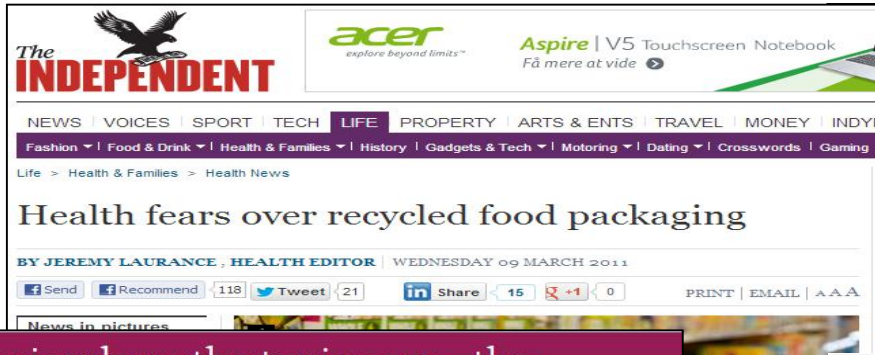 The
INDEPENDENT
acer
explore beyond limits™
Aspire | V5 Touchscreen Notebook
Få mere at vide
NEWS VOICES SPORT TECH LIFE PROPERTY ARTS & ENTS TRAVEL MONEY
Fashion Food & Drink Health & Families History Gadgets & Tech Motoring Dating Crosswords Gaming
Life > Health & Families > Health News
Health fears over recycled food packaging
BY JEREMY LAURANCE , HEALTH EDITOR | WEDNESDAY 09 MARCH 2011
Send Recommend 118 Tweet 21 in Share 15 +1 0 PRINT | EMAIL | A A A
News in pictures